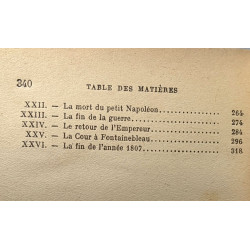 340 TABLE DES MATIÈRES
XXII. — La mort du petit Napoléon 264
XXIII. — La fin de la guerre 274
XXIV. — Le retour de l'Empereur 284
XXV. — La Cour à Fontainebleau 296
XXVI. — La fin de l'année 1807 318